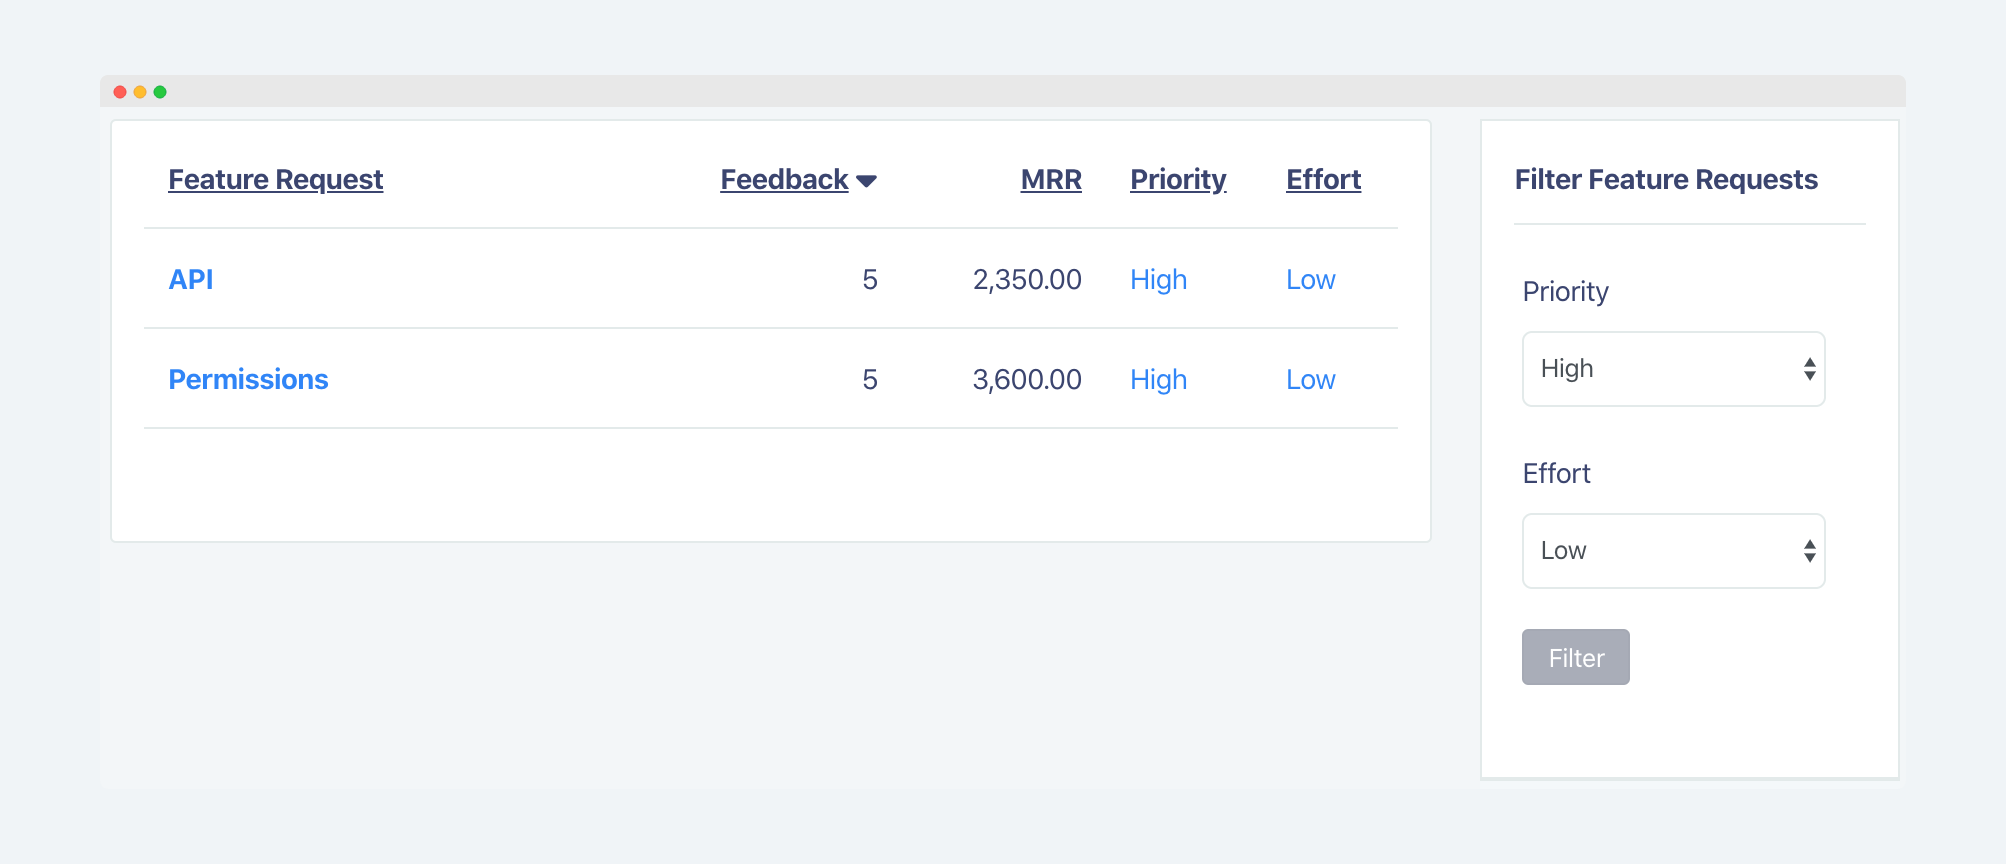 Feature Request Feedback MRR Priority Effort
API 5 2,350.00 High Low
Permissions 5 3,600.00 High Low
Filter Feature Requests
Priority
High
Effort
Low
Filter